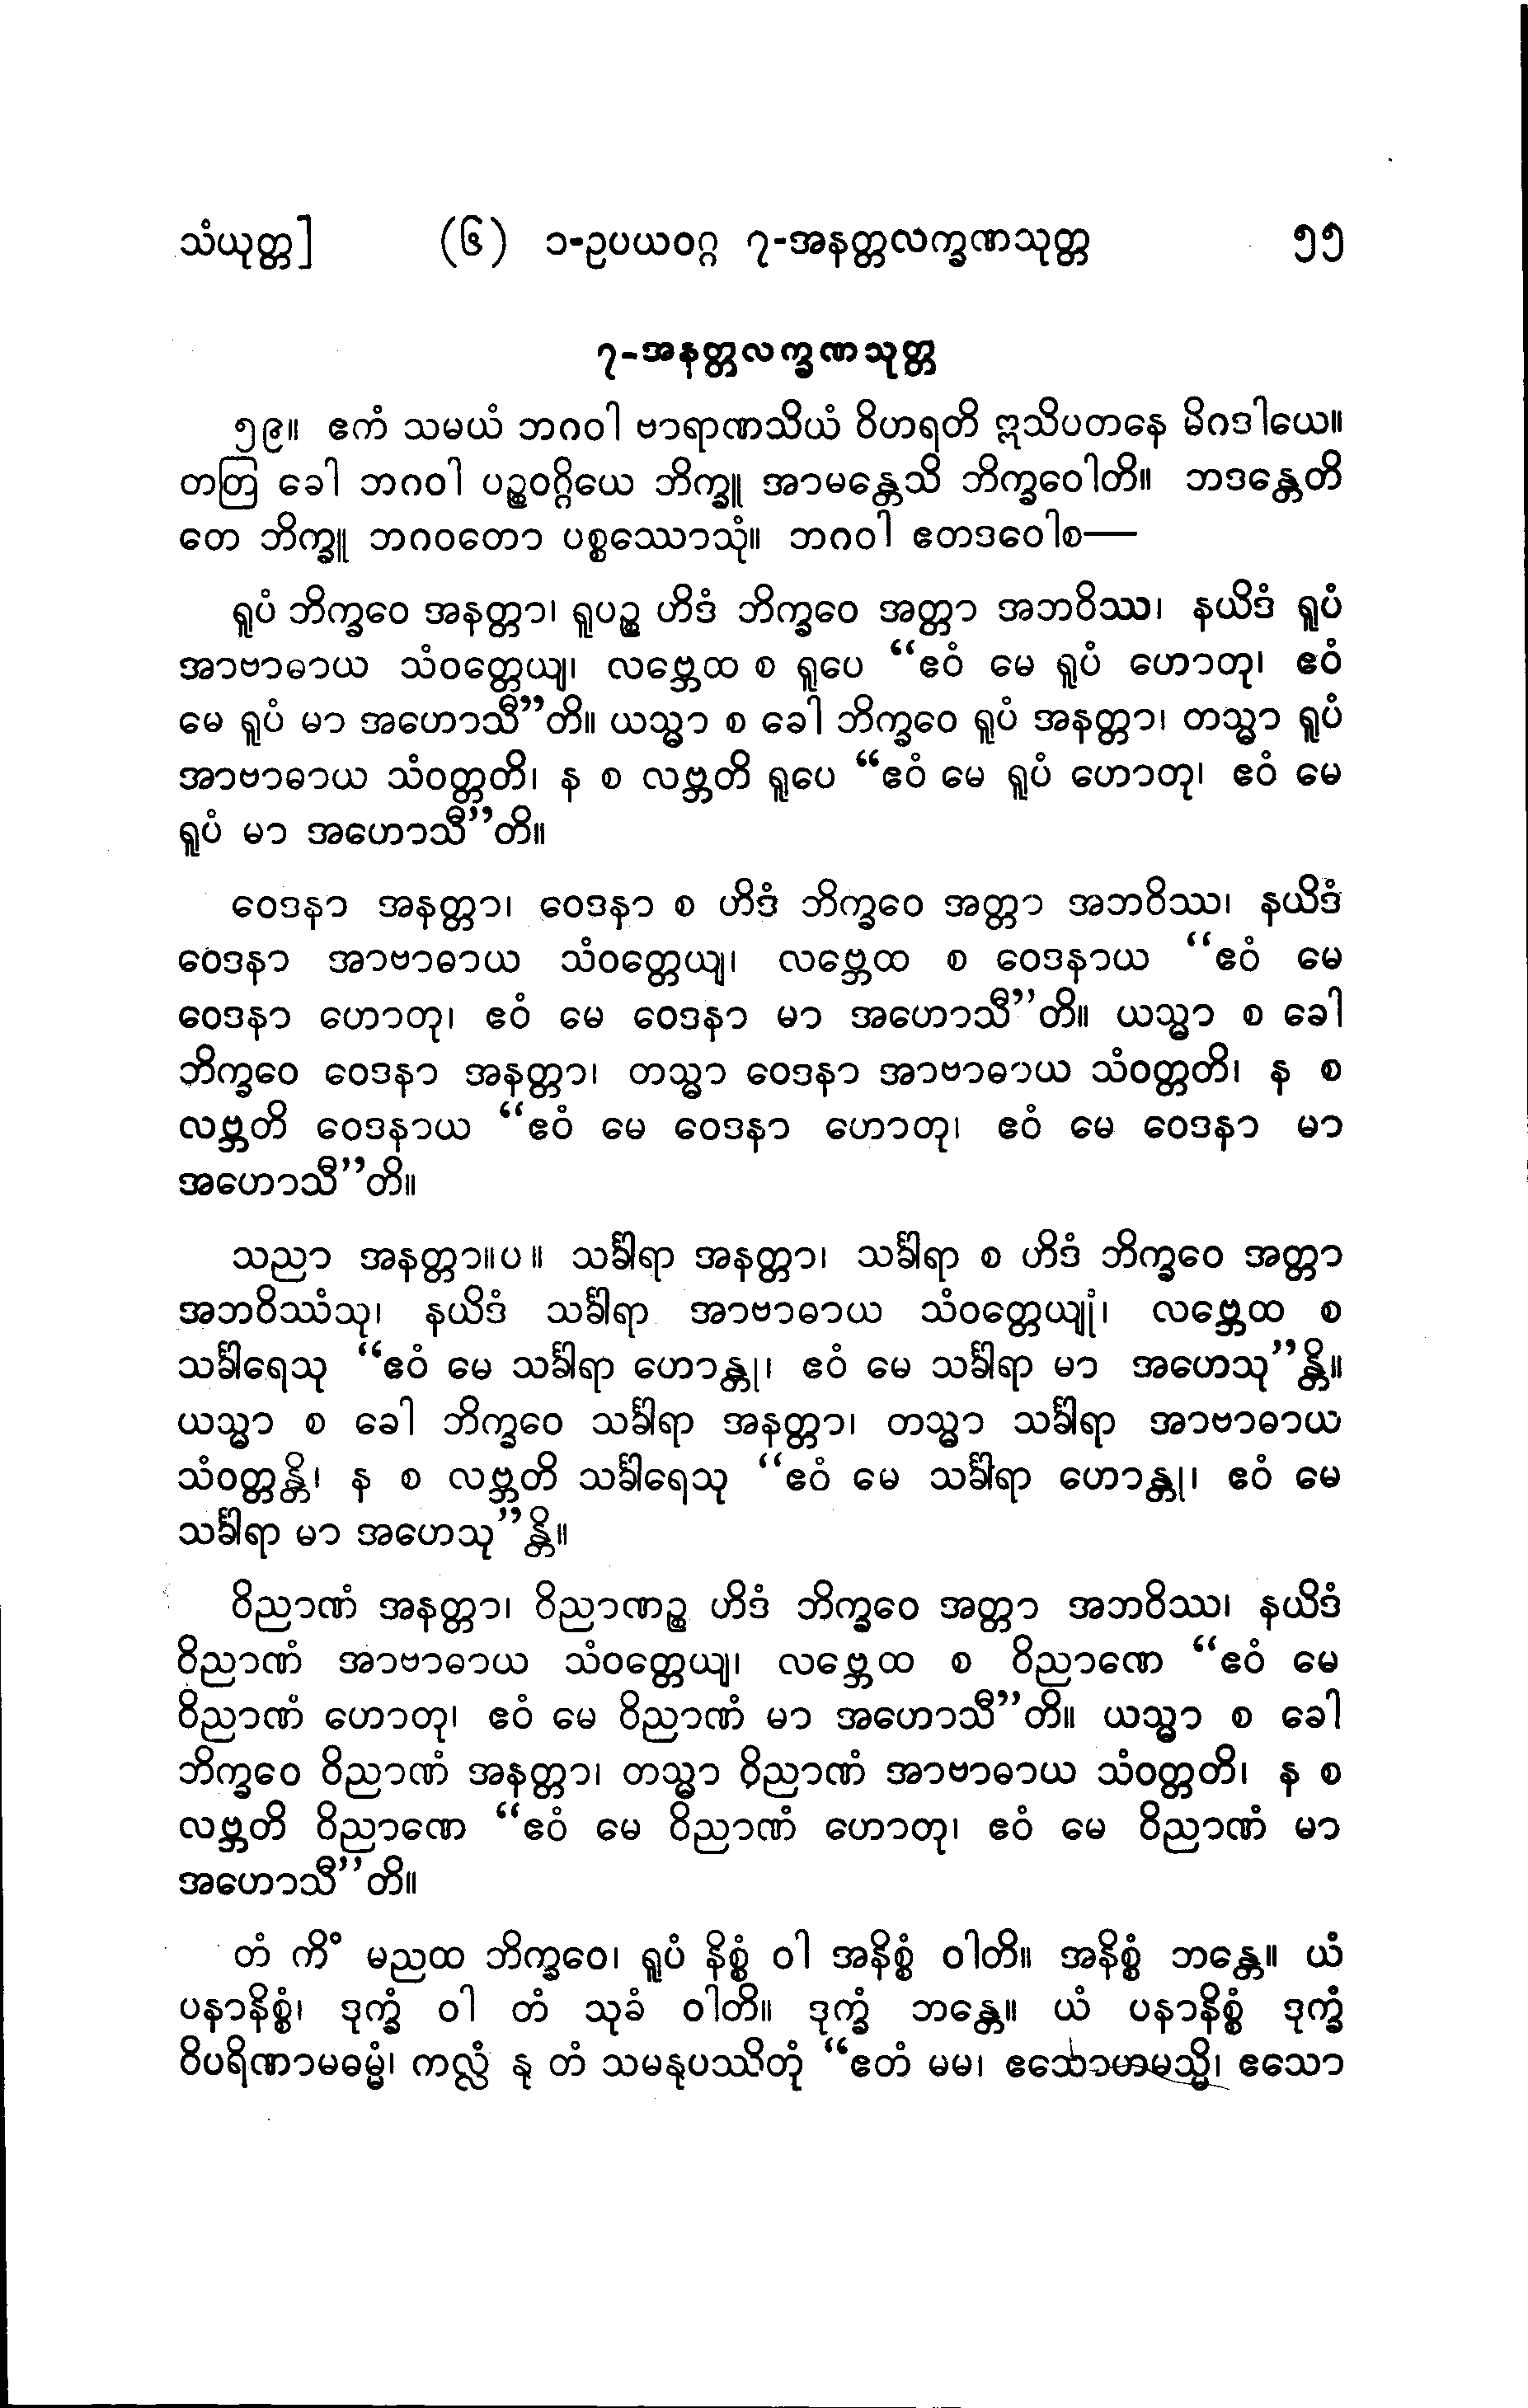 သံယုတ္တ] (၆) ၁-ဥပယဝဂ္ဂ ၇-အနတ္တလက္ခဏသုတ္တ ၅၅
၇-အနတ္တလက္ခဏသုတ္တ
၅၉။ ဧကံ သမယံ ဘဂဝါ ဗာရာဏသိယံ ဝိဟရတိ ဣသိပတနေ မိဂဒါယေ။
တတြ ခေါ ဘဂဝါ ပဉ္စဝဂ္ဂိယေ ဘိက္ခူ အာမန္တေသိ ဘိက္ခဝေါတိ။ ဘဒန္တေတိ
တေ ဘိက္ခူ ဘဂဝတော ပစ္စဿောသုံ။ ဘဂဝါ ဧတဒဝေါစ—
ရူပံ ဘိက္ခဝေ အနတ္တာ၊ ရူပဉ္စ ဟိဒံ ဘိက္ခဝေ အတ္တာ အဘဝိဿ၊ နယိဒံ ရူပံ
အာဗာဓာယ သံဝတ္တေယျ၊ လဗ္ဘေထ စ ရူပေ “ဧဝံ မေ ရူပံ ဟောတု၊ ဧဝံ
မေ ရူပံ မာ အဟောသီ”တိ။ ယသ္မာ စ ခေါ ဘိက္ခဝေ ရူပံ အနတ္တာ၊ တသ္မာ ရူပံ
အာဗာဓာယ သံဝတ္တတိ၊ န စ လဗ္ဘတိ ရူပေ “ဧဝံ မေ ရူပံ ဟောတု၊ ဧဝံ မေ
ရူပံ မာ အဟောသီ”တိ။
ဝေဒနာ အနတ္တာ၊ ဝေဒနာ စ ဟိဒံ ဘိက္ခဝေ အတ္တာ အဘဝိဿ၊ နယိဒံ
ဝေဒနာ အာဗာဓာယ သံဝတ္တေယျ၊ လဗ္ဘေထ စ ဝေဒနာယ “ဧဝံ မေ
ဝေဒနာ ဟောတု၊ ဧဝံ မေ ဝေဒနာ မာ အဟောသီ”တိ။ ယသ္မာ စ ခေါ
ဘိက္ခဝေ ဝေဒနာ အနတ္တာ၊ တသ္မာ ဝေဒနာ အာဗာဓာယ သံဝတ္တတိ၊ န စ
လဗ္ဘတိ ဝေဒနာယ “ဧဝံ မေ ဝေဒနာ ဟောတု၊ ဧဝံ မေ ဝေဒနာ မာ
အဟောသီ”တိ။
သညာ အနတ္တာ။ပ။ သင်္ခါရာ အနတ္တာ၊ သင်္ခါရာ စ ဟိဒံ ဘိက္ခဝေ အတ္တာ
အဘဝိဿံသု၊ နယိဒံ သင်္ခါရာ အာဗာဓာယ သံဝတ္တေယျုံ၊ လဗ္ဘေထ စ
သင်္ခါရေသု “ဧဝံ မေ သင်္ခါရာ ဟောန္တု၊ ဧဝံ မေ သင်္ခါရာ မာ အဟေသု”န္တိ။
ယသ္မာ စ ခေါ ဘိက္ခဝေ သင်္ခါရာ အနတ္တာ၊ တသ္မာ သင်္ခါရာ အာဗာဓာယ
သံဝတ္တန္တိ၊ န စ လဗ္ဘတိ သင်္ခါရေသု “ဧဝံ မေ သင်္ခါရာ ဟောန္တု၊ ဧဝံ မေ
သင်္ခါရာ မာ အဟေသု”န္တိ။
ဝိညာဏံ အနတ္တာ၊ ဝိညာဏဉ္စ ဟိဒံ ဘိက္ခဝေ အတ္တာ အဘဝိဿ၊ နယိဒံ
ဝိညာဏံ အာဗာဓာယ သံဝတ္တေယျ၊ လဗ္ဘေထ စ ဝိညာဏေ “ဧဝံ မေ
ဝိညာဏံ ဟောတု၊ ဧဝံ မေ ဝိညာဏံ မာ အဟောသီ”တိ။ ယသ္မာ စ ခေါ
ဘိက္ခဝေ ဝိညာဏံ အနတ္တာ၊ တသ္မာ ဝိညာဏံ အာဗာဓာယ သံဝတ္တတိ၊ န စ
လဗ္ဘတိ ဝိညာဏေ “ဧဝံ မေ ဝိညာဏံ ဟောတု၊ ဧဝံ မေ ဝိညာဏံ မာ
အဟောသီ”တိ။
တံ ကိံ မညထ ဘိက္ခဝေ၊ ရူပံ နိစ္စံ ဝါ အနိစ္စံ ဝါတိ။ အနိစ္စံ ဘန္တေ။ ယံ
ပနာနိစ္စံ၊ ဒုက္ခံ ဝါ တံ သုခံ ဝါတိ။ ဒုက္ခံ ဘန္တေ။ ယံ ပနာနိစ္စံ ဒုက္ခံ
ဝိပရိဏာမဓမ္မံ၊ ကလ္လံ နု တံ သမနုပဿိတုံ “ဧတံ မမ၊ ဧသောဟမသ္မိ၊ ဧသော